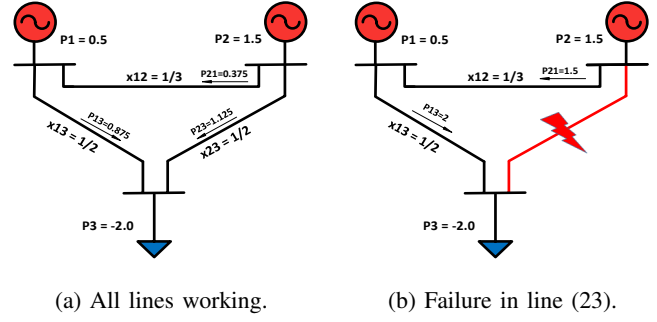 P1 = 0.5
P2 = 1.5
x12 = 1/3
P21=0.375
P13=0.875
x13 = 1/2
P23=1.125
x23 = 1/2
P3 = -2.0
(a) All lines working.
P1 = 0.5
P2 = 1.5
x12 = 1/3
P21=1.5
P13=2
x13 = 1/2
P3 = -2.0
(b) Failure in line (23).